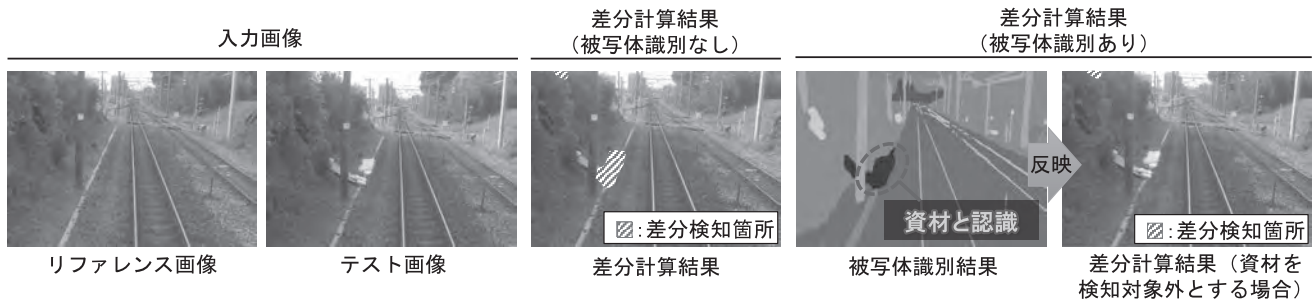 入力画像
差分計算結果
(被写体識別なし)
差分計算結果
(被写体識別あり)
:差分検知箇所
資材と認識
反映
:差分検知箇所
リファレンス画像
テスト画像
差分計算結果
被写体識別結果
差分計算結果(資材を
検知対象外とする場合)